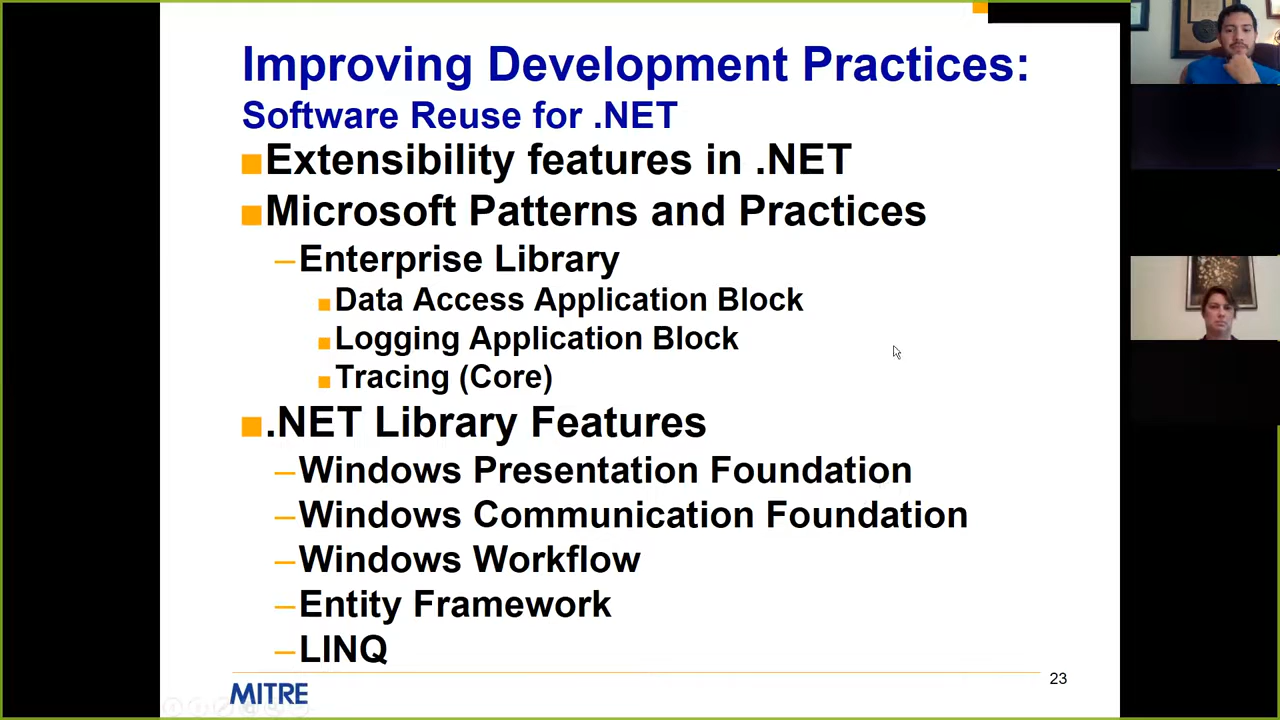 Improving Development Practices:
Software Reuse for .NET
Extensibility features in .NET
Microsoft Patterns and Practices
–Enterprise Library
Data Access Application Block
Logging Application Block
Tracing (Core)
.NET Library Features
–Windows Presentation Foundation
–Windows Communication Foundation
–Windows Workflow
–Entity Framework
–LINQ
MITRE
23